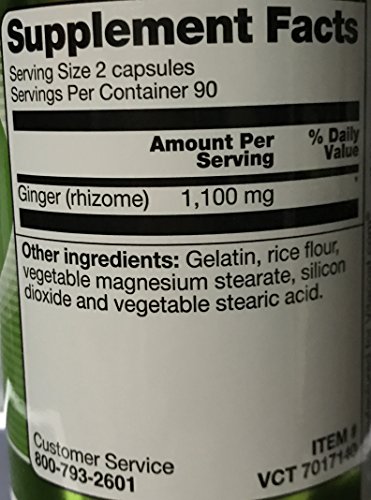 Supplement Facts
Serving Size 2 capsules
Servings Per Container 90
Amount Per Serving % Daily Value
Ginger (rhizome) 1,100 mg *
Other ingredients: Gelatin, rice flour,
vegetable magnesium stearate, silicon
dioxide and vegetable stearic acid.
Customer Service
800-793-2601
ITEM #
VCT